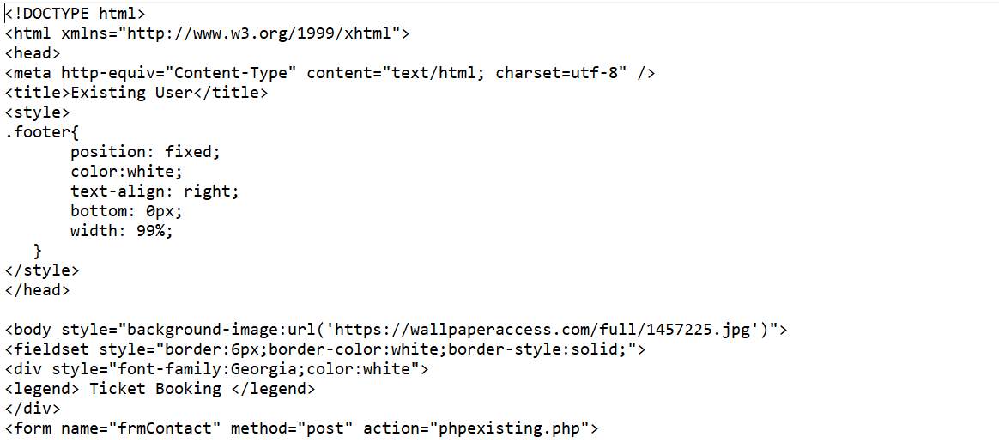 <!DOCTYPE html>
<html xmlns="http://www.w3.org/1999/xhtml">
<head>
<meta http-equiv="Content-Type" content="text/html; charset=utf-8" />
<title>Existing User</title>
<style>
.footer{
       position: fixed;
       color:white;
       text-align: right;
       bottom: 0px;
       width: 99%;
   }
</style>
</head>

<body style="background-image:url('https://wallpaperaccess.com/full/1457225.jpg')">
<fieldset style="border:6px;border-color:white;border-style:solid;">
<div style="font-family:Georgia;color:white">
<legend> Ticket Booking </legend>
</div>
<form name="frmContact" method="post" action="phpexisting.php">